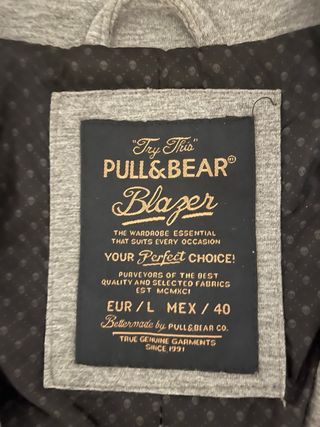 "Try This"
PULL&BEAR
Blazer
THE WARDROBE ESSENTIAL
THAT SUITS EVERY OCCASION
YOUR Perfect CHOICE!
PURVEYORS OF THE BEST
QUALITY AND SELECTED FABRICS
EST MCMXCI
EUR / L MEX / 40
Bettermade by PULL&BEAR CO.
TRUE GENUINE GARMENTS
SINCE 1991